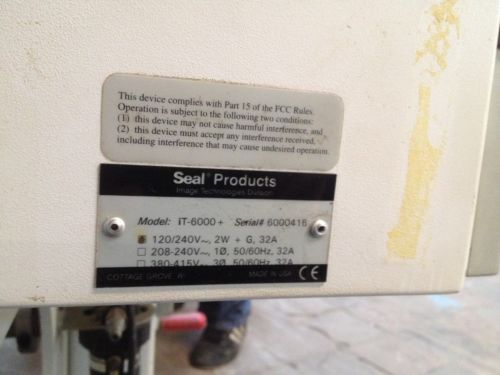 This device complies with Part 15 of the FCC Rules.
Operation is subject to the following two conditions:
(1) this device may not cause harmful interference, and
(2) this device must accept any interference received,
including interference that may cause undesired operation.
Seal® Products
Image Technologies Division
Model: IT-6000+ Serial# 6000416
120/240V~, 2W + G, 32A
208-240V~, 1Ø, 50/60Hz, 32A
380-415V~, 3Ø, 50/60Hz, 32A
COTTAGE GROVE, MADE IN USA CE